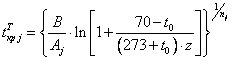 t^T_{кр.j} = { B/A_j · ln[ 1 + (70 − t_0)/((273 + t_0) · z) ] }^{1/n_j}